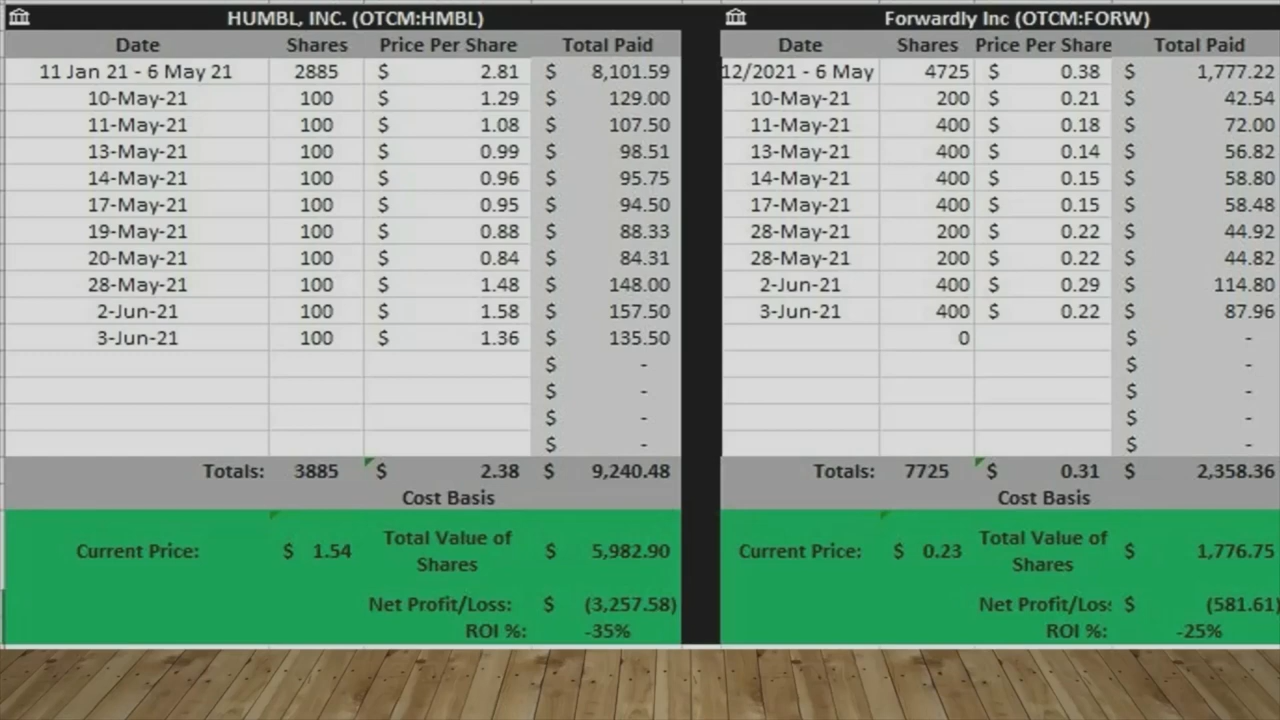 HUMBL, INC. (OTCM:HMBL)
Date Shares Price Per Share Total Paid
11 Jan 21 - 6 May 21 2885 $ 2.81 $ 8,101.59
10-May-21 100 $ 1.29 $ 129.00
11-May-21 100 $ 1.08 $ 107.50
13-May-21 100 $ 0.99 $ 98.51
14-May-21 100 $ 0.96 $ 95.75
17-May-21 100 $ 0.95 $ 94.50
19-May-21 100 $ 0.88 $ 88.33
20-May-21 100 $ 0.84 $ 84.31
28-May-21 100 $ 1.48 $ 148.00
2-Jun-21 100 $ 1.58 $ 157.50
3-Jun-21 100 $ 1.36 $ 135.50
$ -
$ -
$ -
$ -
Totals: 3885 $ 2.38 $ 9,240.48
Cost Basis
Current Price: $ 1.54 Total Value of Shares $ 5,982.90
Net Profit/Loss: $ (3,257.58)
ROI %: -35%
Forwardly Inc (OTCM:FORW)
Date Shares Price Per Share Total Paid
12/2021 - 6 May 4725 $ 0.38 $ 1,777.22
10-May-21 200 $ 0.21 $ 42.54
11-May-21 400 $ 0.18 $ 72.00
13-May-21 400 $ 0.14 $ 56.82
14-May-21 400 $ 0.15 $ 58.80
17-May-21 400 $ 0.15 $ 58.48
28-May-21 200 $ 0.22 $ 44.92
28-May-21 200 $ 0.22 $ 44.82
2-Jun-21 400 $ 0.29 $ 114.80
3-Jun-21 400 $ 0.22 $ 87.96
0 $ -
$ -
$ -
$ -
$ -
Totals: 7725 $ 0.31 $ 2,358.36
Cost Basis
Current Price: $ 0.23 Total Value of Shares $ 1,776.75
Net Profit/Los: $ (581.61)
ROI %: -25%